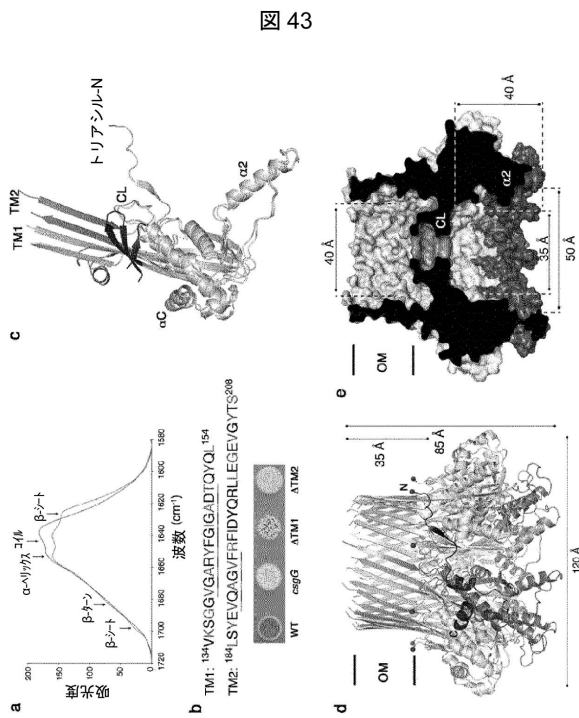 図 43
a
吸光度
200
150
100
50
0
α-ヘリックス
コイル
β-シート
β-ターン
β-シート
1720
1700
1680
1660
1640
1620
1600
1580
波数 (cm⁻¹)
b
TM1: ¹³⁴VKSGGVGARYFGIGADTQYQL¹⁵⁴
TM2: ¹⁸⁴LSYEVQAGVFRFIDYQRLLEGEVGYTS²⁰⁸
WT
csgG
ΔTM1
ΔTM2
c
TM1
TM2
CL
トリアシル-N
αC
α2
d
OM
35 Å
85 Å
N
C
120 Å
e
OM
40 Å
CL
α2
40 Å
35 Å
50 Å